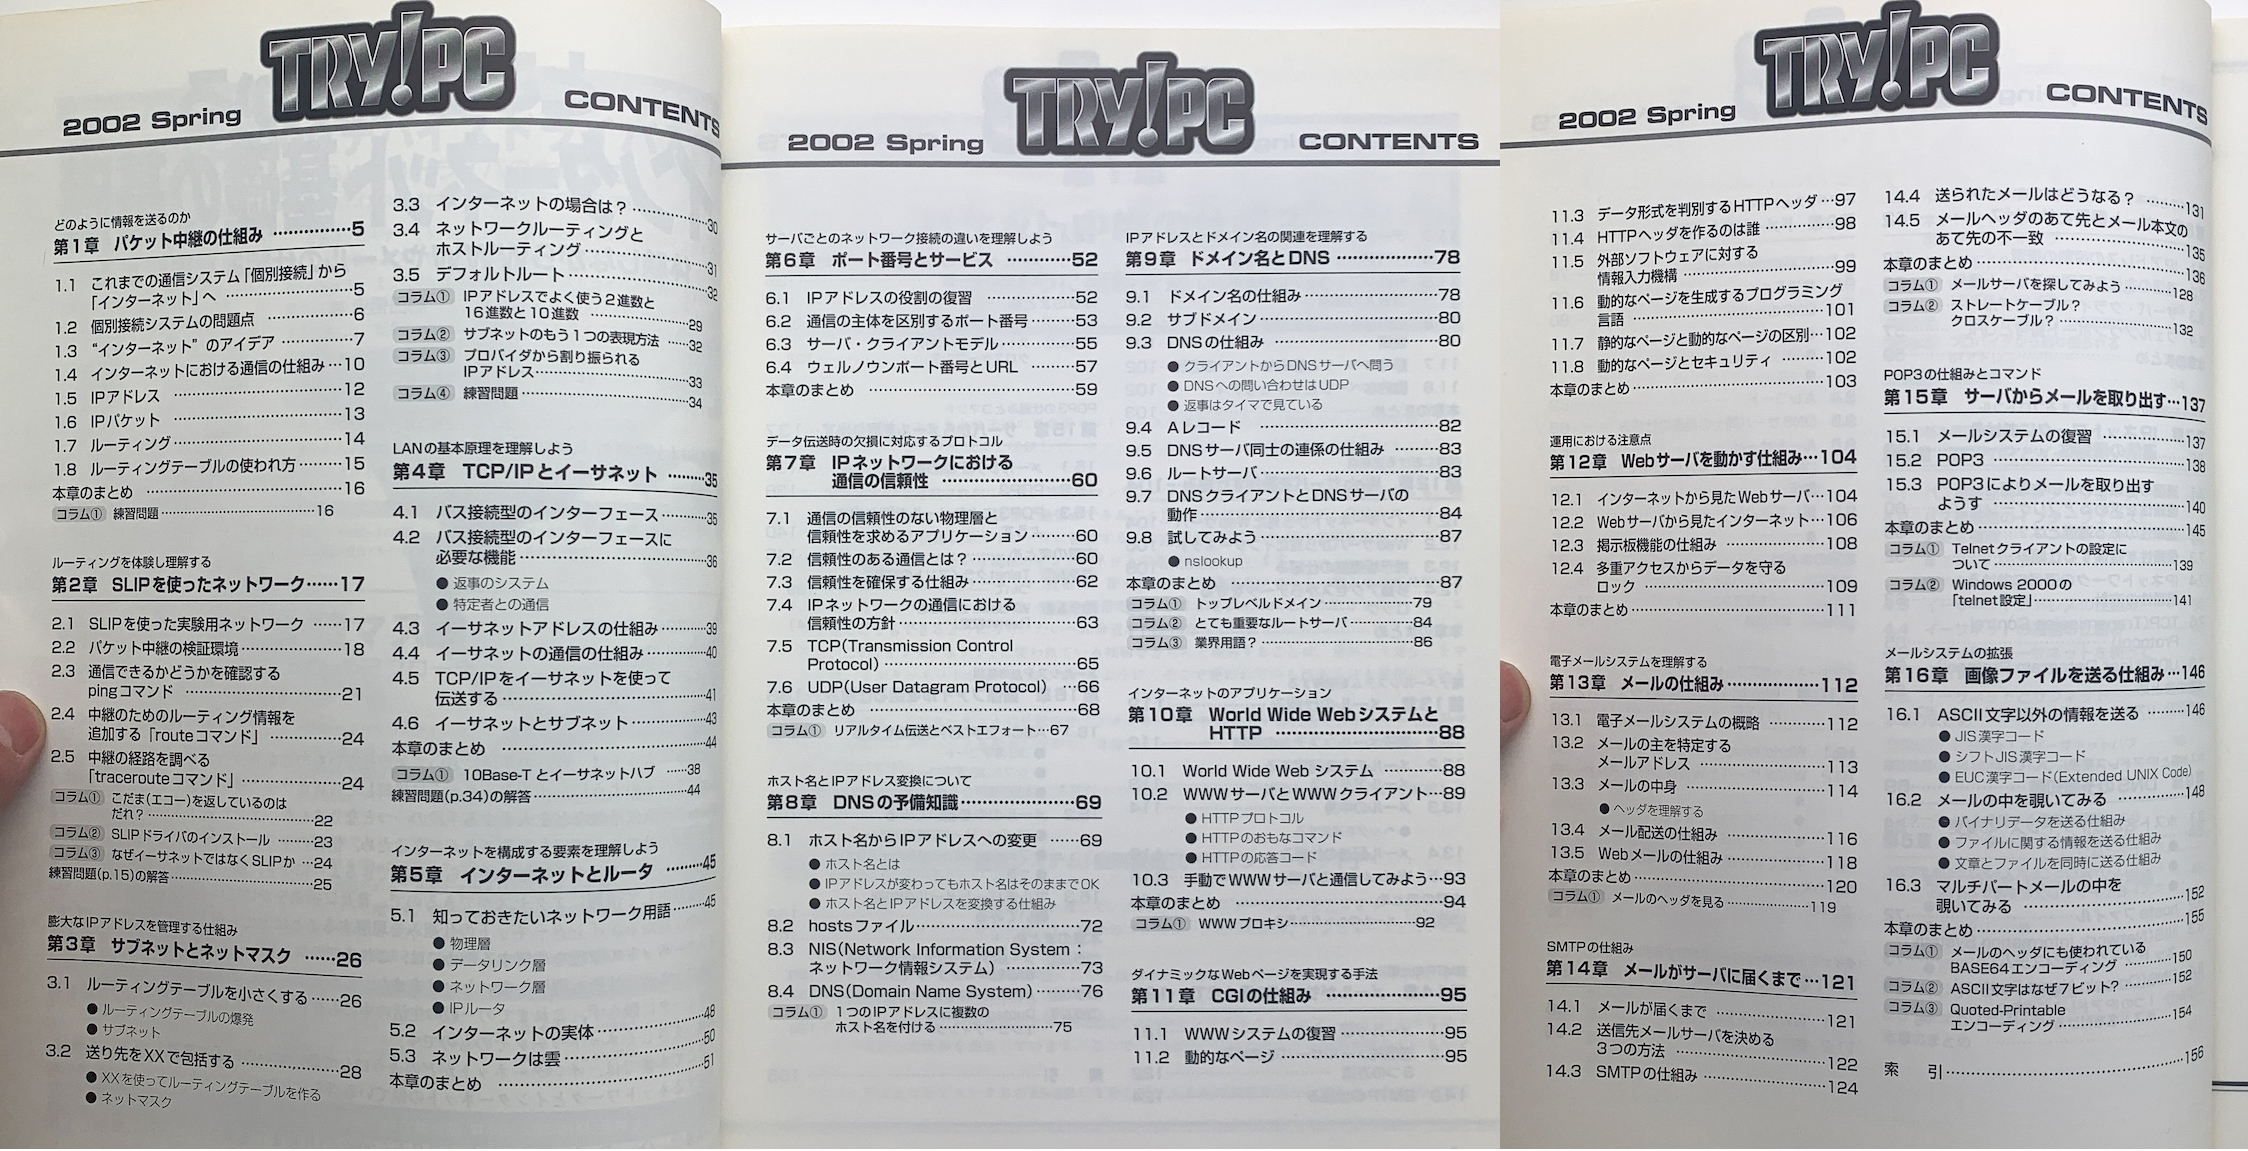 2002 Spring
TRY!PC
CONTENTS
どのように情報を送るのか
第1章 パケット中継の仕組み ……………5
1.1 これまでの通信システム「個別接続」から
「インターネット」へ ……………5
1.2 個別接続システムの問題点 ……………6
1.3 “インターネット”のアイデア ……………7
1.4 インターネットにおける通信の仕組み…10
1.5 IPアドレス ……………12
1.6 IPパケット ……………13
1.7 ルーティング……………14
1.8 ルーティングテーブルの使われ方……15
本章のまとめ ……………16
コラム① 練習問題……………16
ルーティングを体験し理解する
第2章 SLIPを使ったネットワーク……17
2.1 SLIPを使った実験用ネットワーク ……17
2.2 パケット中継の検証環境……………18
2.3 通信できるかどうかを確認する
pingコマンド ……………21
2.4 中継のためのルーティング情報を
追加する「routeコマンド」 ……………24
2.5 中継の経路を調べる
「tracerouteコマンド」……………24
コラム① こだま（エコー）を返しているのは
だれ？……………22
コラム② SLIPドライバのインストール ……23
コラム③ なぜイーサネットではなくSLIPか …24
練習問題(p.15)の解答……………25
膨大なIPアドレスを管理する仕組み
第3章 サブネットとネットマスク ……26
3.1 ルーティングテーブルを小さくする……26
● ルーティングテーブルの爆発
● サブネット
3.2 送り先をXXで包括する……………28
● XXを使ってルーティングテーブルを作る
● ネットマスク
3.3 インターネットの場合は？……………30
3.4 ネットワークルーティングと
ホストルーティング……………31
3.5 デフォルトルート……………32
コラム① IPアドレスでよく使う2進数と
16進数と10進数 ……………29
コラム② サブネットのもう1つの表現方法 ……32
コラム③ プロバイダから割り振られる
IPアドレス……………33
コラム④ 練習問題……………34
LANの基本原理を理解しよう
第4章 TCP/IPとイーサネット ………35
4.1 バス接続型のインターフェース………35
4.2 バス接続型のインターフェースに
必要な機能……………36
● 返事のシステム
● 特定者との通信
4.3 イーサネットアドレスの仕組み………39
4.4 イーサネットの通信の仕組み………40
4.5 TCP/IPをイーサネットを使って
伝送する……………41
4.6 イーサネットとサブネット……………43
本章のまとめ ……………44
コラム① 10Base-Tとイーサネットハブ ……38
練習問題(p.34)の解答……………44
インターネットを構成する要素を理解しよう
第5章 インターネットとルータ ………45
5.1 知っておきたいネットワーク用語………45
● 物理層
● データリンク層
● ネットワーク層
● IPルータ
5.2 インターネットの実体……………48
5.3 ネットワークは雲……………50
本章のまとめ ……………51
2002 Spring
TRY!PC
CONTENTS
サーバごとのネットワーク接続の違いを理解しよう
第6章 ポート番号とサービス …………52
6.1 IPアドレスの役割の復習 ……………52
6.2 通信の主体を区別するポート番号……53
6.3 サーバ・クライアントモデル…………55
6.4 ウェルノウンポート番号とURL ………57
本章のまとめ ……………59
データ伝送時の欠損に対応するプロトコル
第7章 IPネットワークにおける
通信の信頼性 ……………60
7.1 通信の信頼性のない物理層と
信頼性を求めるアプリケーション………60
7.2 信頼性のある通信とは？……………60
7.3 信頼性を確保する仕組み……………62
7.4 IPネットワークの通信における
信頼性の方針……………63
7.5 TCP(Transmission Control
Protocol)……………65
7.6 UDP(User Datagram Protocol) …66
本章のまとめ……………68
コラム① リアルタイム伝送とベストエフォート…67
ホスト名とIPアドレス変換について
第8章 DNSの予備知識……………69
8.1 ホスト名からIPアドレスへの変更 ……69
● ホスト名とは
● IPアドレスが変わってもホスト名はそのままでOK
● ホスト名とIPアドレスを変換する仕組み
8.2 hostsファイル……………72
8.3 NIS(Network Information System：
ネットワーク情報システム) …………73
8.4 DNS(Domain Name System)………76
コラム① 1つのIPアドレスに複数の
ホスト名を付ける……………75
IPアドレスとドメイン名の関連を理解する
第9章 ドメイン名とDNS ……………78
9.1 ドメイン名の仕組み……………78
9.2 サブドメイン……………80
9.3 DNSの仕組み ……………80
● クライアントからDNSサーバへ問う
● DNSへの問い合わせはUDP
● 返事はタイマで見ている
9.4 Aレコード ……………82
9.5 DNSサーバ同士の連係の仕組み ………83
9.6 ルートサーバ……………83
9.7 DNSクライアントとDNSサーバの
動作……………84
9.8 試してみよう……………87
● nslookup
本章のまとめ ……………87
コラム① トップレベルドメイン……………79
コラム② とても重要なルートサーバ………84
コラム③ 業界用語？……………86
インターネットのアプリケーション
第10章 World Wide Webシステムと
HTTP ……………88
10.1 World Wide Web システム …………88
10.2 WWWサーバとWWWクライアント…89
● HTTPプロトコル
● HTTPのおもなコマンド
● HTTPの応答コード
10.3 手動でWWWサーバと通信してみよう…93
本章のまとめ ……………94
コラム① WWWプロキシ……………92
ダイナミックなWebページを実現する手法
第11章 CGIの仕組み ……………95
11.1 WWWシステムの復習……………95
11.2 動的なページ ……………95
2002 Spring
TRY!PC
CONTENTS
11.3 データ形式を判別するHTTPヘッダ…97
11.4 HTTPヘッダを作るのは誰 ……………98
11.5 外部ソフトウェアに対する
情報入力機構 ……………99
11.6 動的なページを生成するプログラミング
言語……………101
11.7 静的なページと動的なページの区別…102
11.8 動的なページとセキュリティ ………102
本章のまとめ……………103
運用における注意点
第12章 Webサーバを動かす仕組み…104
12.1 インターネットから見たWebサーバ…104
12.2 Webサーバから見たインターネット…106
12.3 掲示板機能の仕組み ……………108
12.4 多重アクセスからデータを守る
ロック ……………109
本章のまとめ……………111
電子メールシステムを理解する
第13章 メールの仕組み……………112
13.1 電子メールシステムの概略 …………112
13.2 メールの主を特定する
メールアドレス ……………113
13.3 メールの中身……………114
● ヘッダを理解する
13.4 メール配送の仕組み ……………116
13.5 Webメールの仕組み……………118
本章のまとめ……………120
コラム① メールのヘッダを見る……………119
SMTPの仕組み
第14章 メールがサーバに届くまで…121
14.1 メールが届くまで ……………121
14.2 送信先メールサーバを決める
3つの方法 ……………122
14.3 SMTPの仕組み……………124
14.4 送られたメールはどうなる？ ………131
14.5 メールヘッダのあて先とメール本文の
あて先の不一致 ……………135
本章のまとめ……………136
コラム① メールサーバを探してみよう………128
コラム② ストレートケーブル？
クロスケーブル？……………132
POP3の仕組みとコマンド
第15章 サーバからメールを取り出す…137
15.1 メールシステムの復習 ……………137
15.2 POP3 ……………138
15.3 POP3によりメールを取り出す
ようす ……………140
本章のまとめ……………145
コラム① Telnetクライアントの設定に
ついて……………139
コラム② Windows 2000の
「telnet設定」……………141
メールシステムの拡張
第16章 画像ファイルを送る仕組み…146
16.1 ASCII文字以外の情報を送る ………146
● JIS漢字コード
● シフトJIS漢字コード
● EUC漢字コード(Extended UNIX Code)
16.2 メールの中を覗いてみる……………148
● バイナリデータを送る仕組み
● ファイルに関する情報を送る仕組み
● 文章とファイルを同時に送る仕組み
16.3 マルチパートメールの中を
覗いてみる……………152
本章のまとめ……………155
コラム① メールのヘッダにも使われている
BASE64エンコーディング……………150
コラム② ASCII文字はなぜ7ビット？………152
コラム③ Quoted-Printable
エンコーディング……………154
索 引……………156